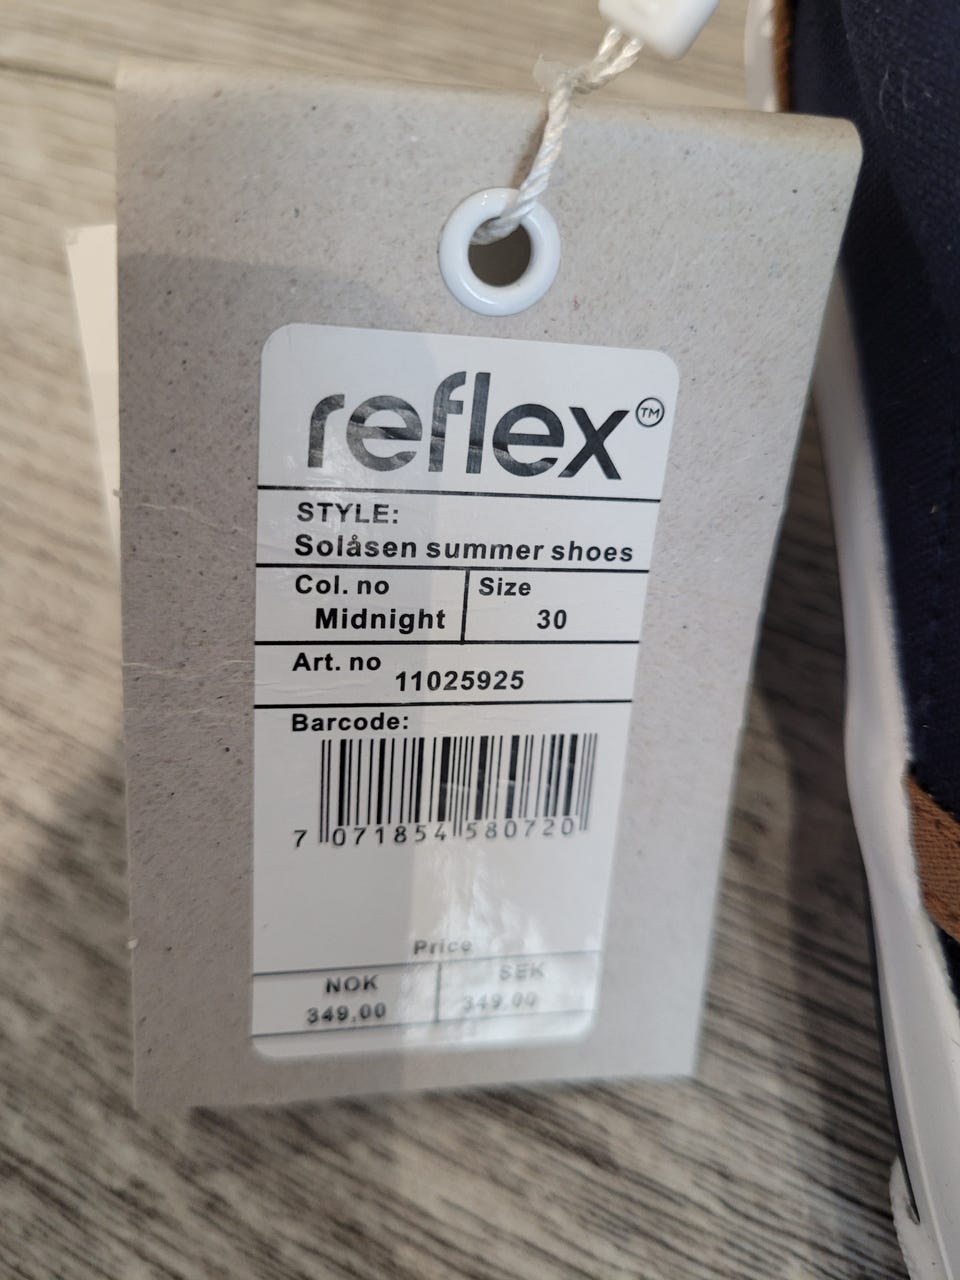 reflex™
STYLE:
Solåsen summer shoes
Col. no
Midnight
Size
30
Art. no
11025925
Barcode:
7 071854 580720
Price
NOK
349.00
SEK
349.00